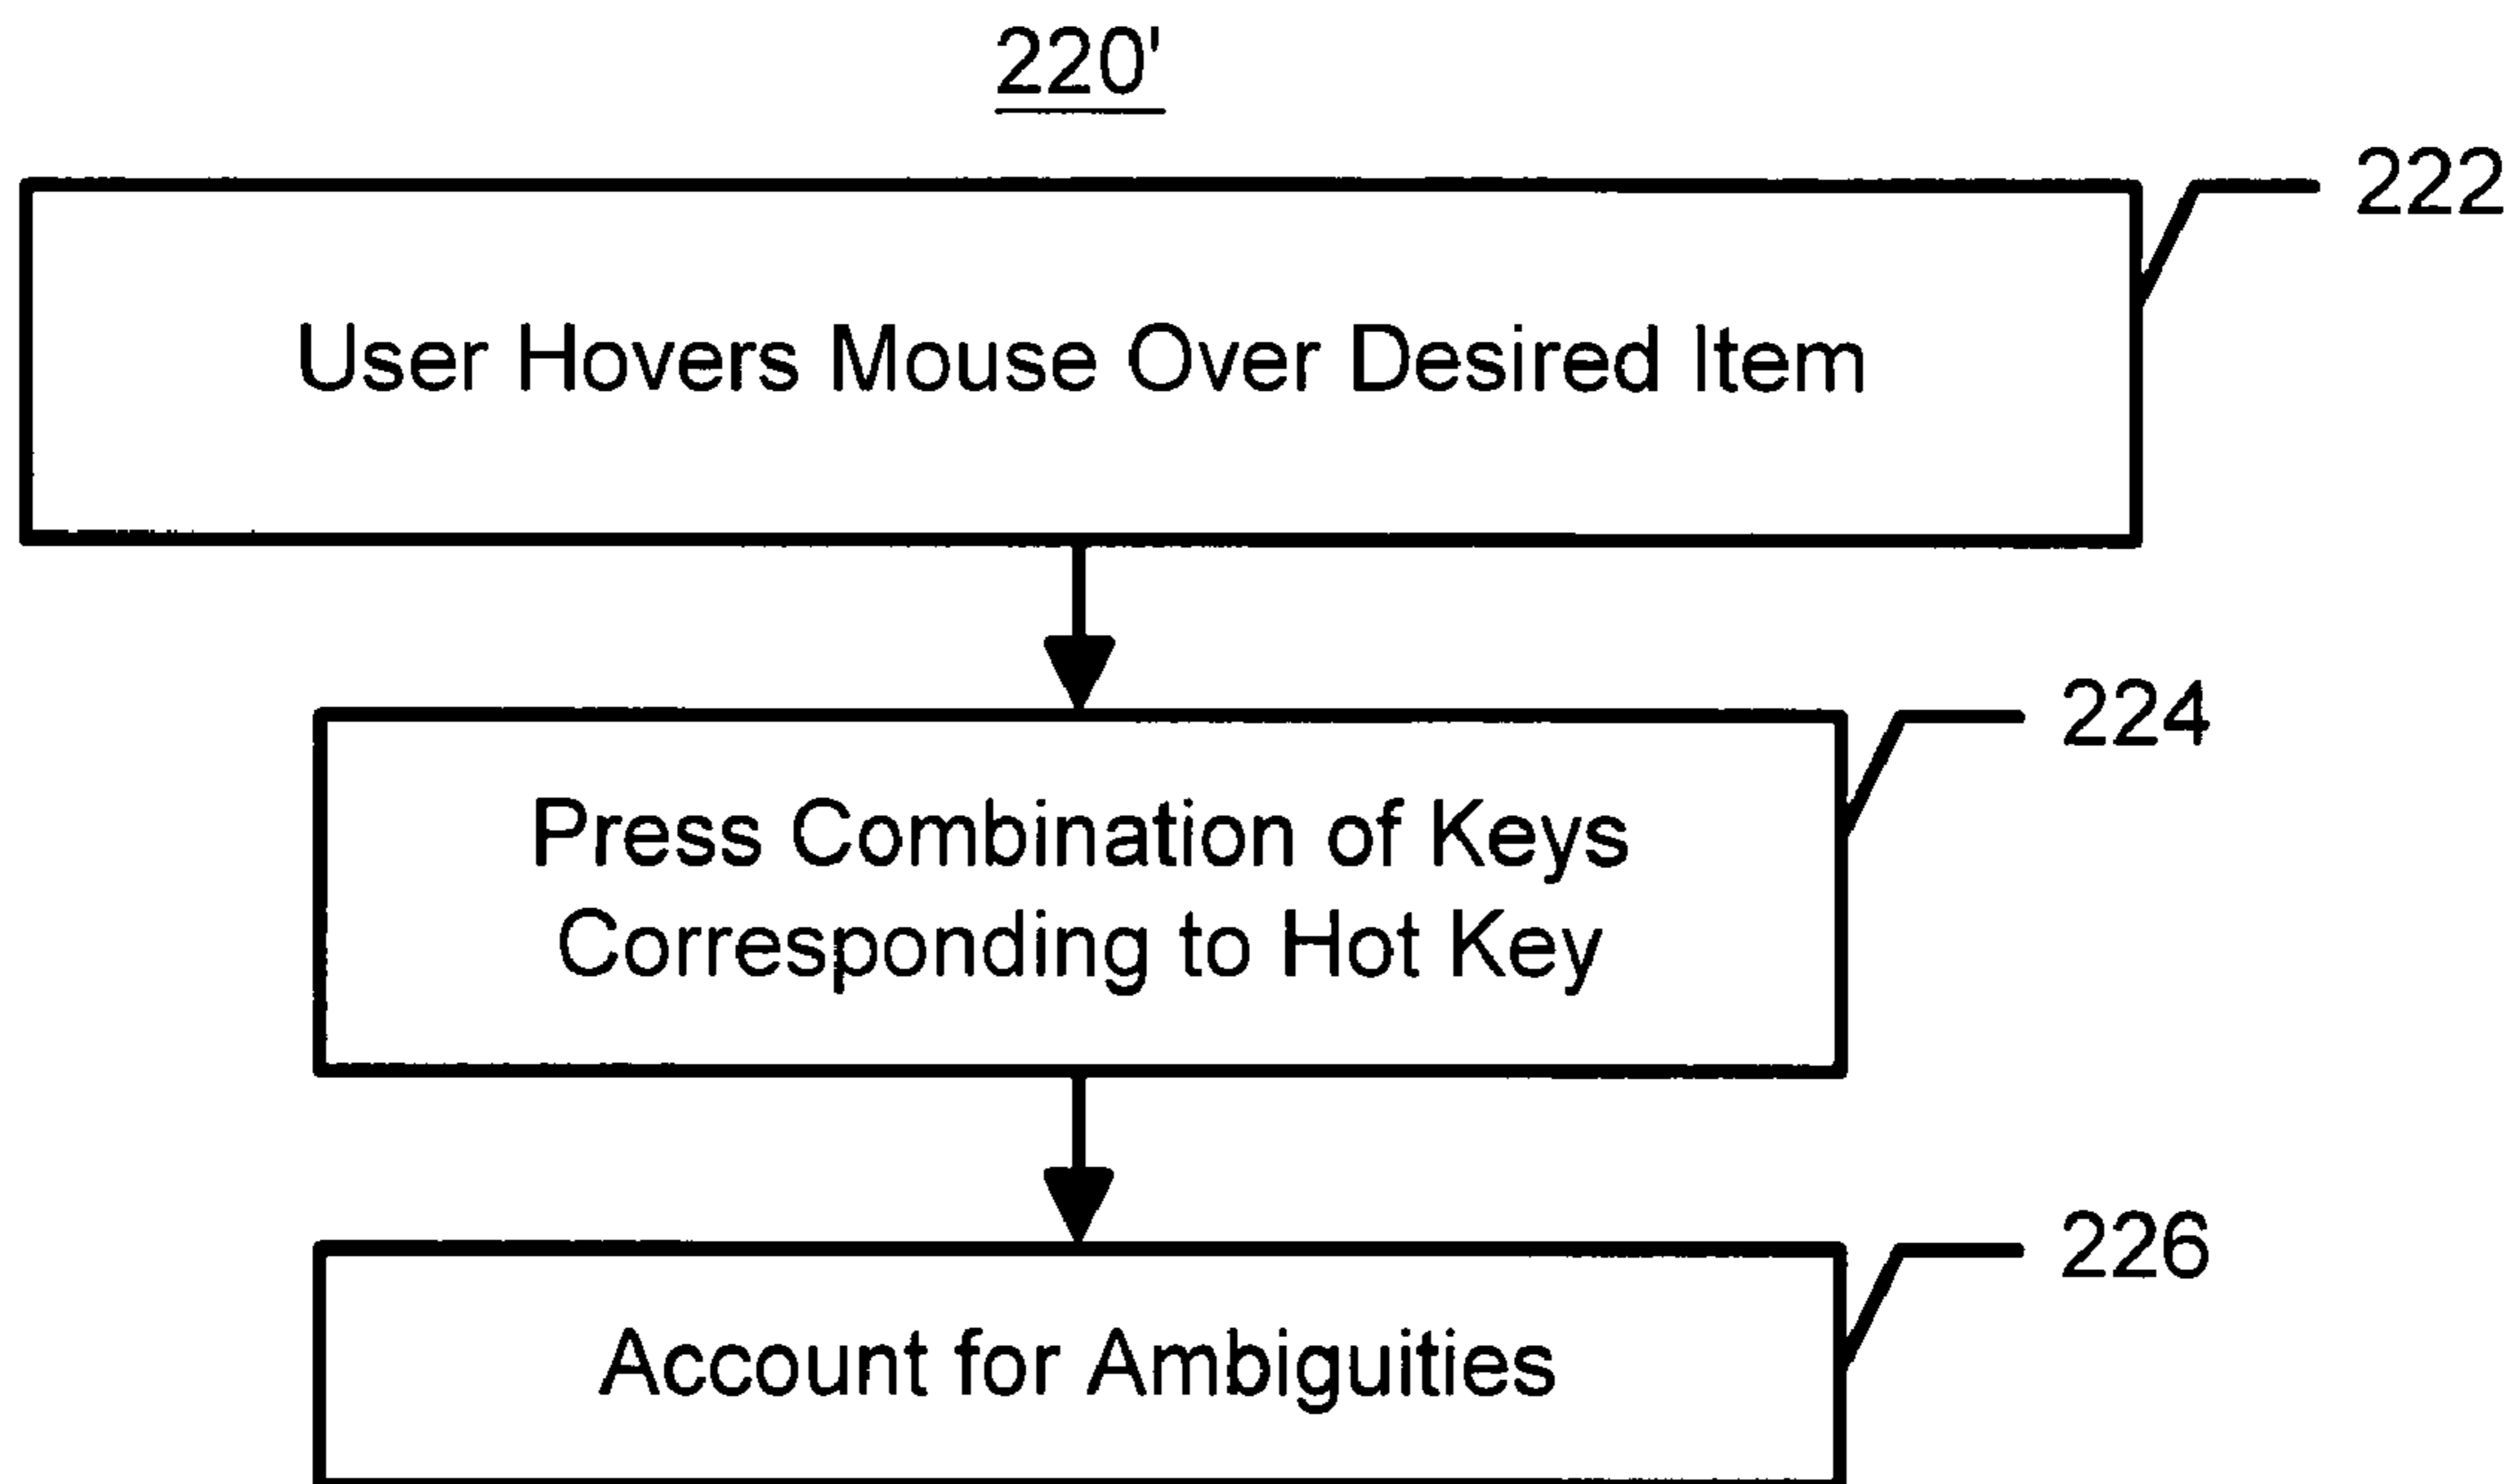 220'
222
User Hovers Mouse Over Desired Item
224
Press Combination of Keys
Corresponding to Hot Key
226
Account for Ambiguities